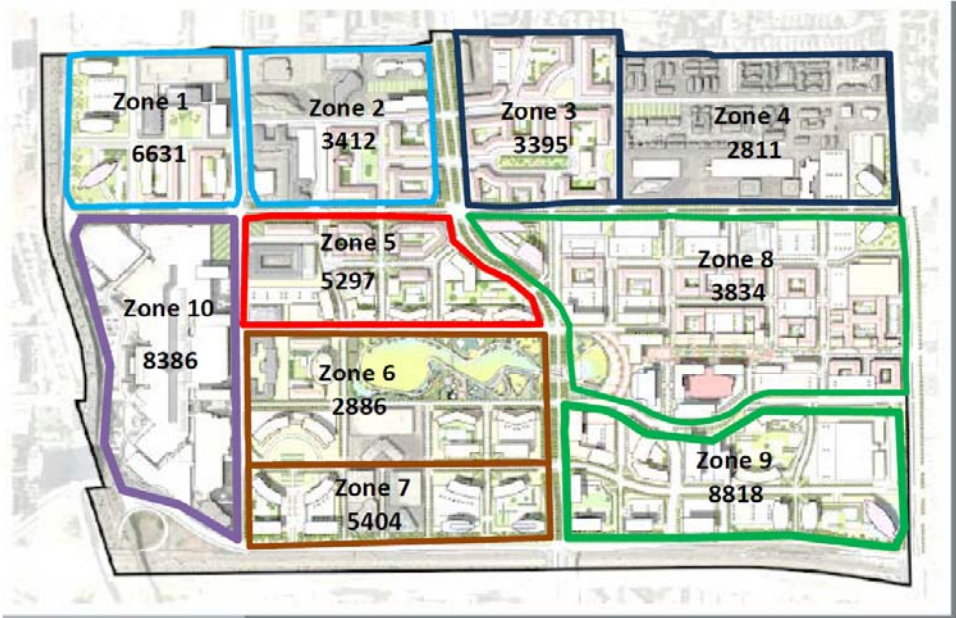 Zone 1
6631
Zone 2
3412
Zone 3
3395
Zone 4
2811
Zone 5
5297
Zone 8
3834
Zone 10
8386
Zone 6
2886
Zone 7
5404
Zone 9
8818